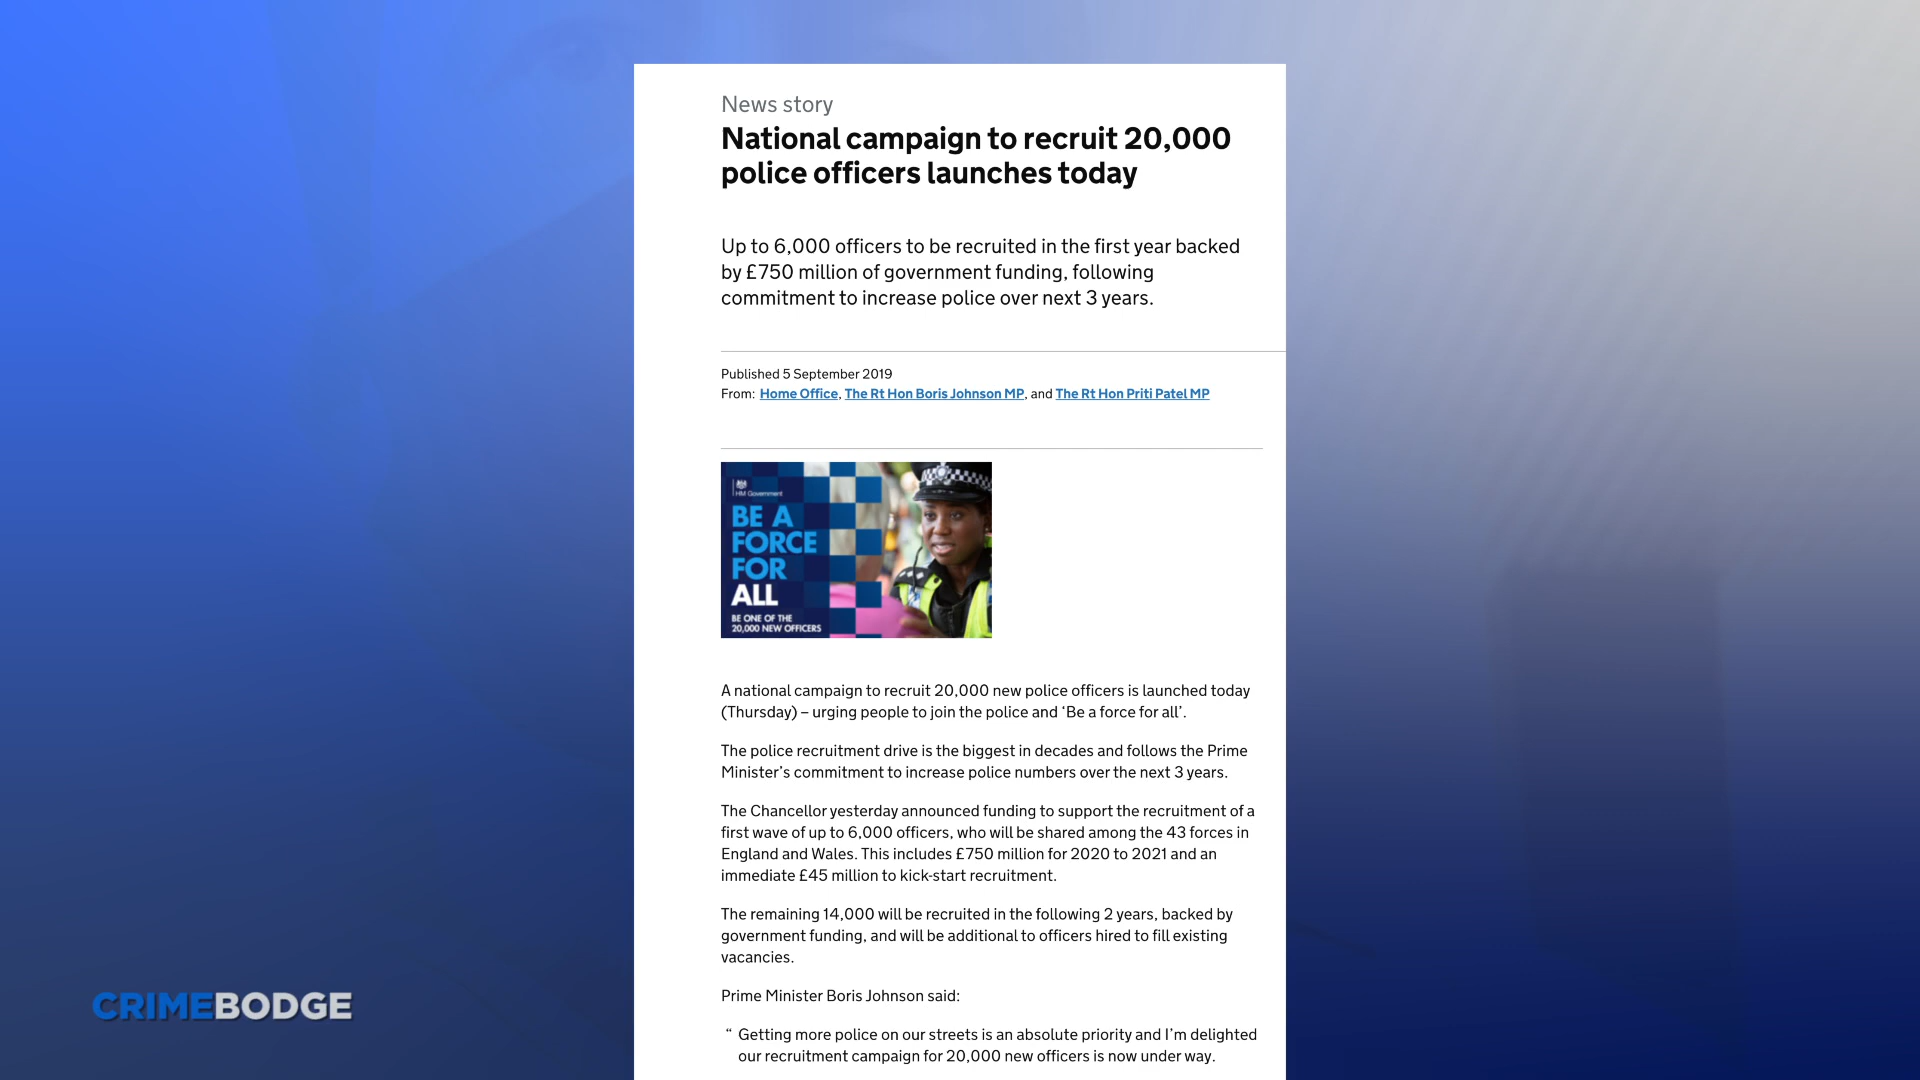 News story
National campaign to recruit 20,000
police officers launches today
Up to 6,000 officers to be recruited in the first year backed
by £750 million of government funding, following
commitment to increase police over next 3 years.
Published 5 September 2019
From: Home Office, The Rt Hon Boris Johnson MP, and The Rt Hon Priti Patel MP
HM Government
BE A
FORCE
FOR
ALL
BE ONE OF THE
20,000 NEW OFFICERS
A national campaign to recruit 20,000 new police officers is launched today
(Thursday) – urging people to join the police and ‘Be a force for all’.
The police recruitment drive is the biggest in decades and follows the Prime
Minister’s commitment to increase police numbers over the next 3 years.
The Chancellor yesterday announced funding to support the recruitment of a
first wave of up to 6,000 officers, who will be shared among the 43 forces in
England and Wales. This includes £750 million for 2020 to 2021 and an
immediate £45 million to kick-start recruitment.
The remaining 14,000 will be recruited in the following 2 years, backed by
government funding, and will be additional to officers hired to fill existing
vacancies.
Prime Minister Boris Johnson said:
“ Getting more police on our streets is an absolute priority and I’m delighted
our recruitment campaign for 20,000 new officers is now under way.
CRIMEBODGE